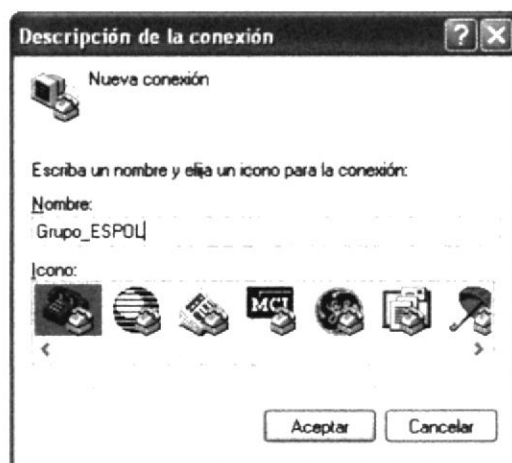 Descripción de la conexión
Nueva conexión
Escriba un nombre y elija un icono para la conexión:
Nombre:
Grupo_ESPOL
Icono:
MCI
Aceptar
Cancelar